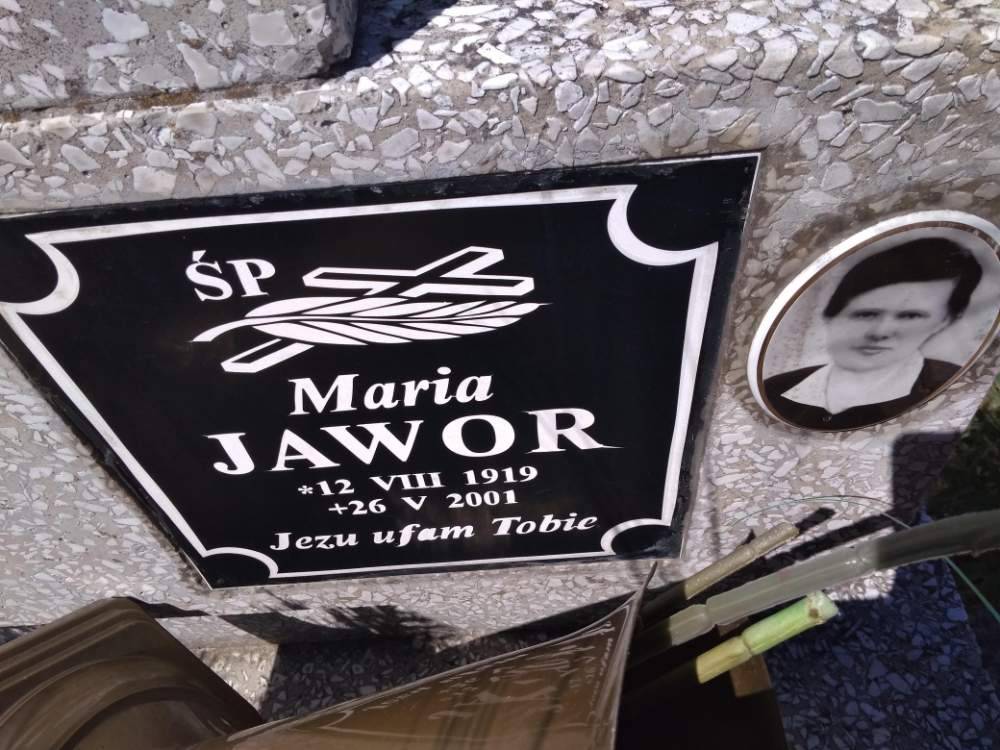 ŚP
Maria
JAWOR
*12 VIII 1919
+26 V 2001
Jezu ufam Tobie